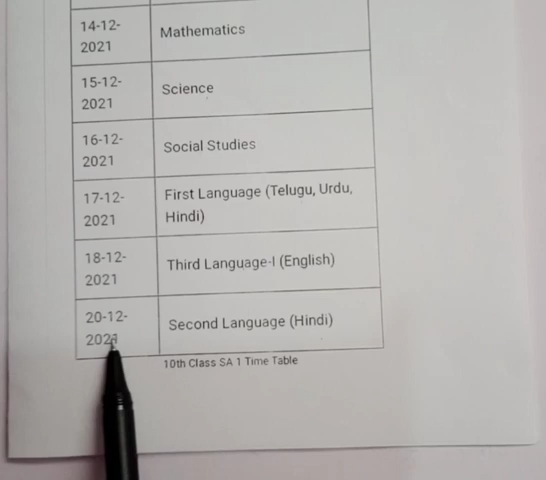 14-12-
2021
Mathematics
15-12-
2021
Science
16-12-
2021
Social Studies
17-12-
2021
First Language (Telugu, Urdu,
Hindi)
18-12-
2021
Third Language-I (English)
20-12-
2021
Second Language (Hindi)
10th Class SA 1 Time Table